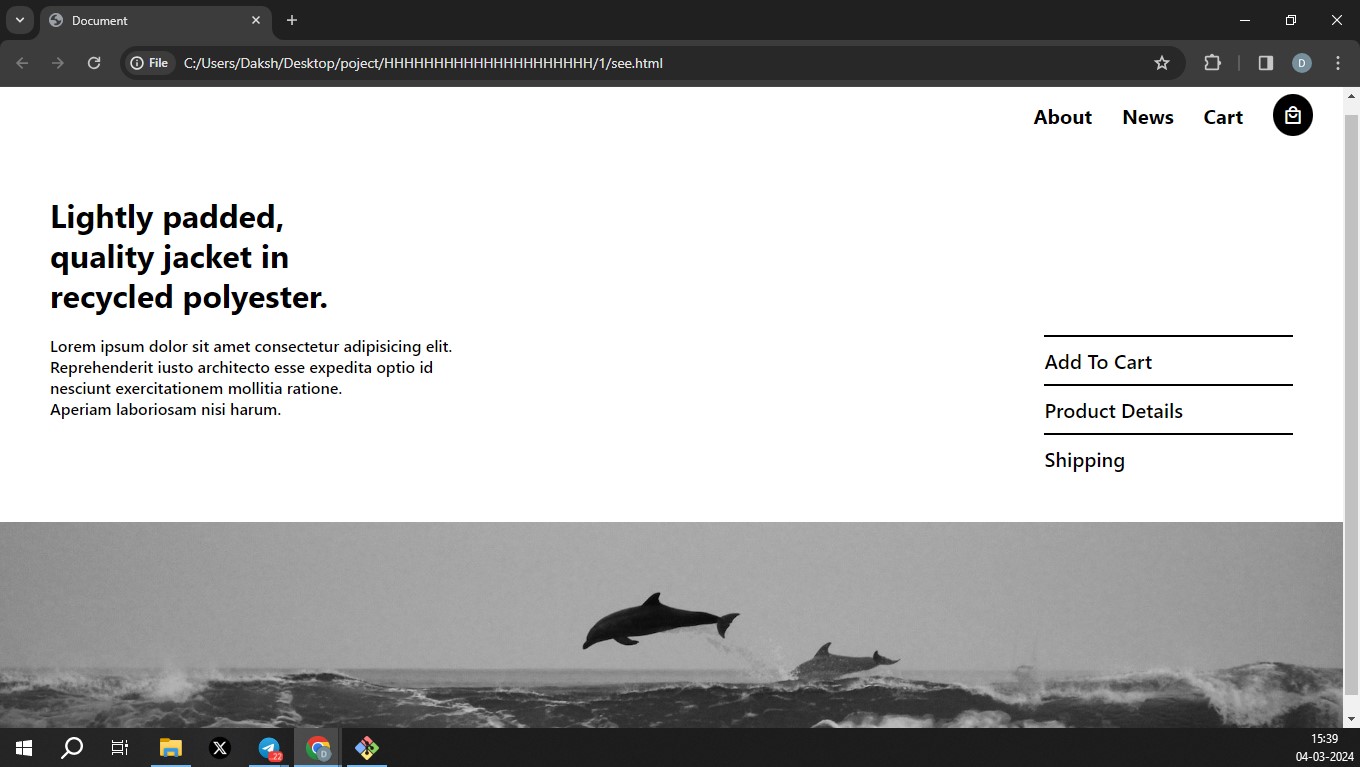 Document
File
C:/Users/Daksh/Desktop/poject/HHHHHHHHHHHHHHHHHHHHH/1/see.html
D
About
News
Cart
Lightly padded,
quality jacket in
recycled polyester.
Lorem ipsum dolor sit amet consectetur adipisicing elit.
Reprehenderit iusto architecto esse expedita optio id
nesciunt exercitationem mollitia ratione.
Aperiam laboriosam nisi harum.
Add To Cart
Product Details
Shipping
..22
D
15:39
04-03-2024